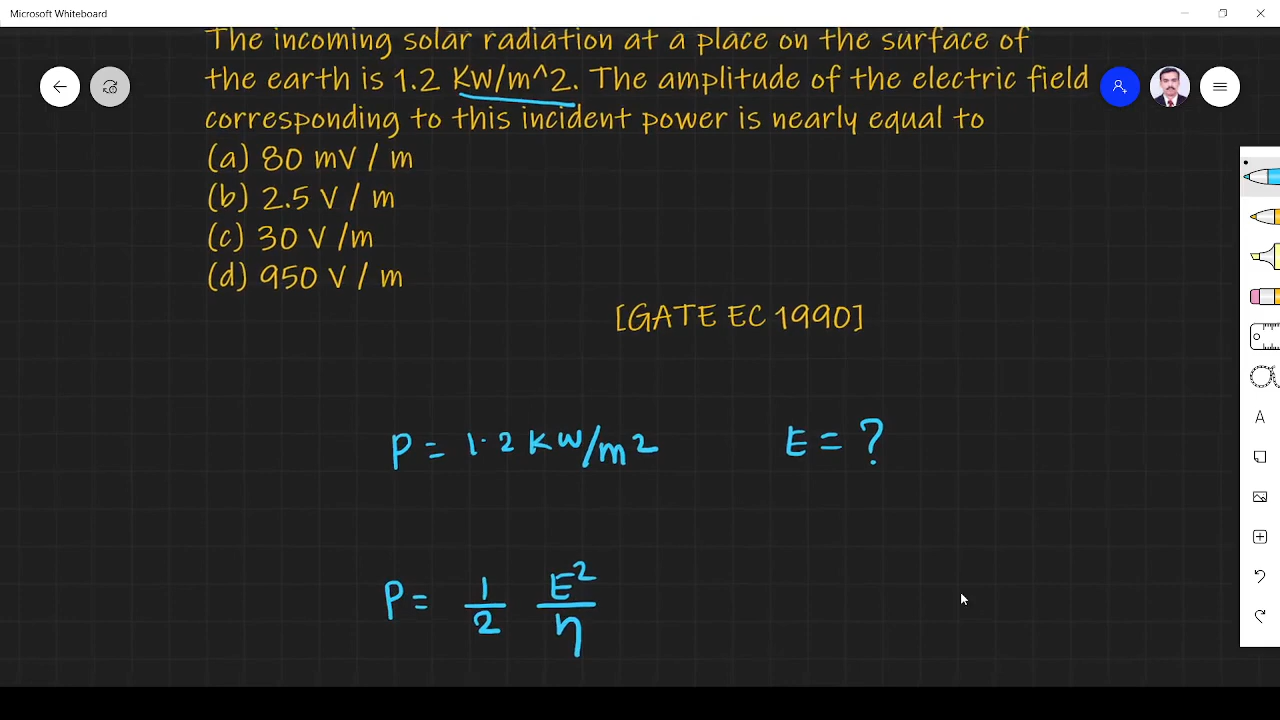 Microsoft Whiteboard
The incoming solar radiation at a place on the surface of
the earth is 1.2 KW/m^2. The amplitude of the electric field
corresponding to this incident power is nearly equal to
(a) 80 mV / m
(b) 2.5 V / m
(c) 30 V /m
(d) 950 V / m
[GATE EC 1990]
P = 1.2 KW/m2 E = ?
P = 1/2 E²/η